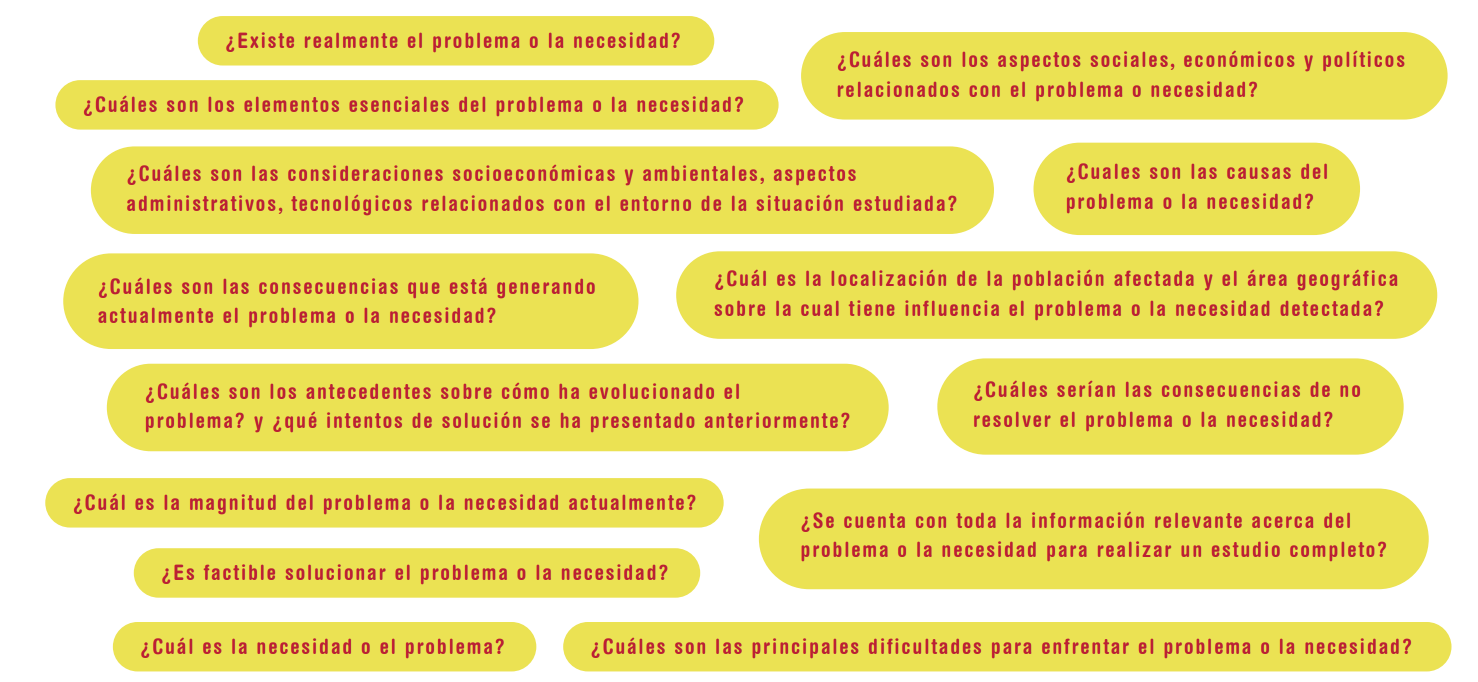 ¿Existe realmente el problema o la necesidad?
¿Cuáles son los aspectos sociales, económicos y políticos
relacionados con el problema o necesidad?
¿Cuáles son los elementos esenciales del problema o la necesidad?
¿Cuáles son las consideraciones socioeconómicas y ambientales, aspectos
administrativos, tecnológicos relacionados con el entorno de la situación estudiada?
¿Cuales son las causas del
problema o la necesidad?
¿Cuáles son las consecuencias que está generando
actualmente el problema o la necesidad?
¿Cuál es la localización de la población afectada y el área geográfica
sobre la cual tiene influencia el problema o la necesidad detectada?
¿Cuáles son los antecedentes sobre cómo ha evolucionado el
problema? y ¿qué intentos de solución se ha presentado anteriormente?
¿Cuáles serían las consecuencias de no
resolver el problema o la necesidad?
¿Cuál es la magnitud del problema o la necesidad actualmente?
¿Se cuenta con toda la información relevante acerca del
problema o la necesidad para realizar un estudio completo?
¿Es factible solucionar el problema o la necesidad?
¿Cuál es la necesidad o el problema?
¿Cuáles son las principales dificultades para enfrentar el problema o la necesidad?